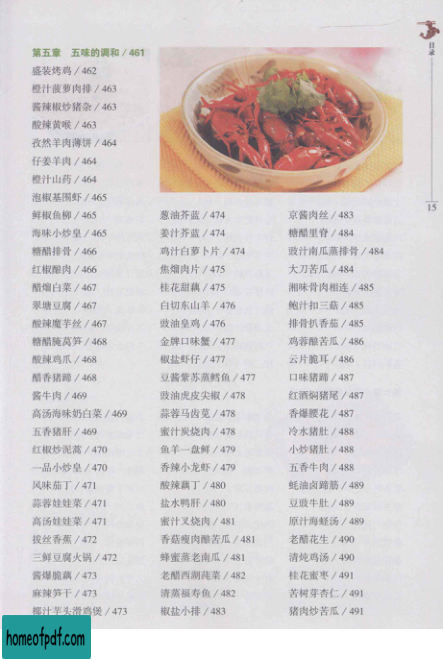 第五章 五味的调和 / 461
盛装烤鸡 / 462
橙汁菠萝肉排 / 463
酱辣椒炒猪杂 / 463
酸辣黄喉 / 463
孜然羊肉薄饼 / 464
仔姜羊肉 / 464
橙汁山药 / 464
泡椒基围虾 / 465
鲜椒鱼柳 / 465
海味小炒皇 / 465
糖醋排骨 / 466
红椒酿肉 / 466
醋熘白菜 / 467
翠塘豆腐 / 467
酸辣魔芋丝 / 467
糖醋腌莴笋 / 468
酸辣鸡爪 / 468
醋香猪蹄 / 468
酱牛肉 / 469
高汤海味奶白菜 / 469
五香猪肝 / 469
红椒炒泥蒿 / 470
一品小炒皇 / 470
风味茄丁 / 471
蒜蓉娃娃菜 / 471
高汤娃娃菜 / 471
拔丝香蕉 / 472
三鲜豆腐火锅 / 472
酱爆脆藕 / 473
麻辣笋干 / 473
椰汁芋头滑鸡煲 / 473
葱油芥蓝 / 474
姜汁芥蓝 / 474
鸡汁白萝卜片 / 474
焦熘肉片 / 475
桂花甜藕 / 475
白切东山羊 / 476
豉油皇鸡 / 476
金牌口味蟹 / 477
椒盐虾仔 / 477
豆酱紫苏蒸鳕鱼 / 477
豉油虎皮尖椒 / 478
蒜蓉马齿苋 / 478
蜜汁炭烧肉 / 478
鱼羊一盘鲜 / 479
香辣小龙虾 / 479
酸辣藕丁 / 480
盐水鸭肝 / 480
蜜汁叉烧肉 / 481
香菇瘦肉酿苦瓜 / 481
蜂蜜蒸老南瓜 / 481
老醋西湖莼菜 / 482
清蒸福寿鱼 / 482
椒盐小排 / 483
京酱肉丝 / 483
糖醋里脊 / 484
豉汁南瓜蒸排骨 / 484
大刀苦瓜 / 484
湘味骨肉相连 / 485
鲍汁扣三菇 / 485
排骨扒香茄 / 485
鸡蓉酿苦瓜 / 486
云片脆耳 / 486
口味猪蹄 / 487
红酒焖猪尾 / 487
香爆腰花 / 487
冷水猪肚 / 488
小炒猪肚 / 488
五香牛肉 / 488
蚝油卤蹄筋 / 489
豆豉牛肚 / 489
原汁海蛏汤 / 489
老醋花生 / 490
清炖鸡汤 / 490
桂花蜜枣 / 491
苦树芽杏仁 / 491
猪肉炒苦瓜 / 491
目录
15
homeofpdf.com